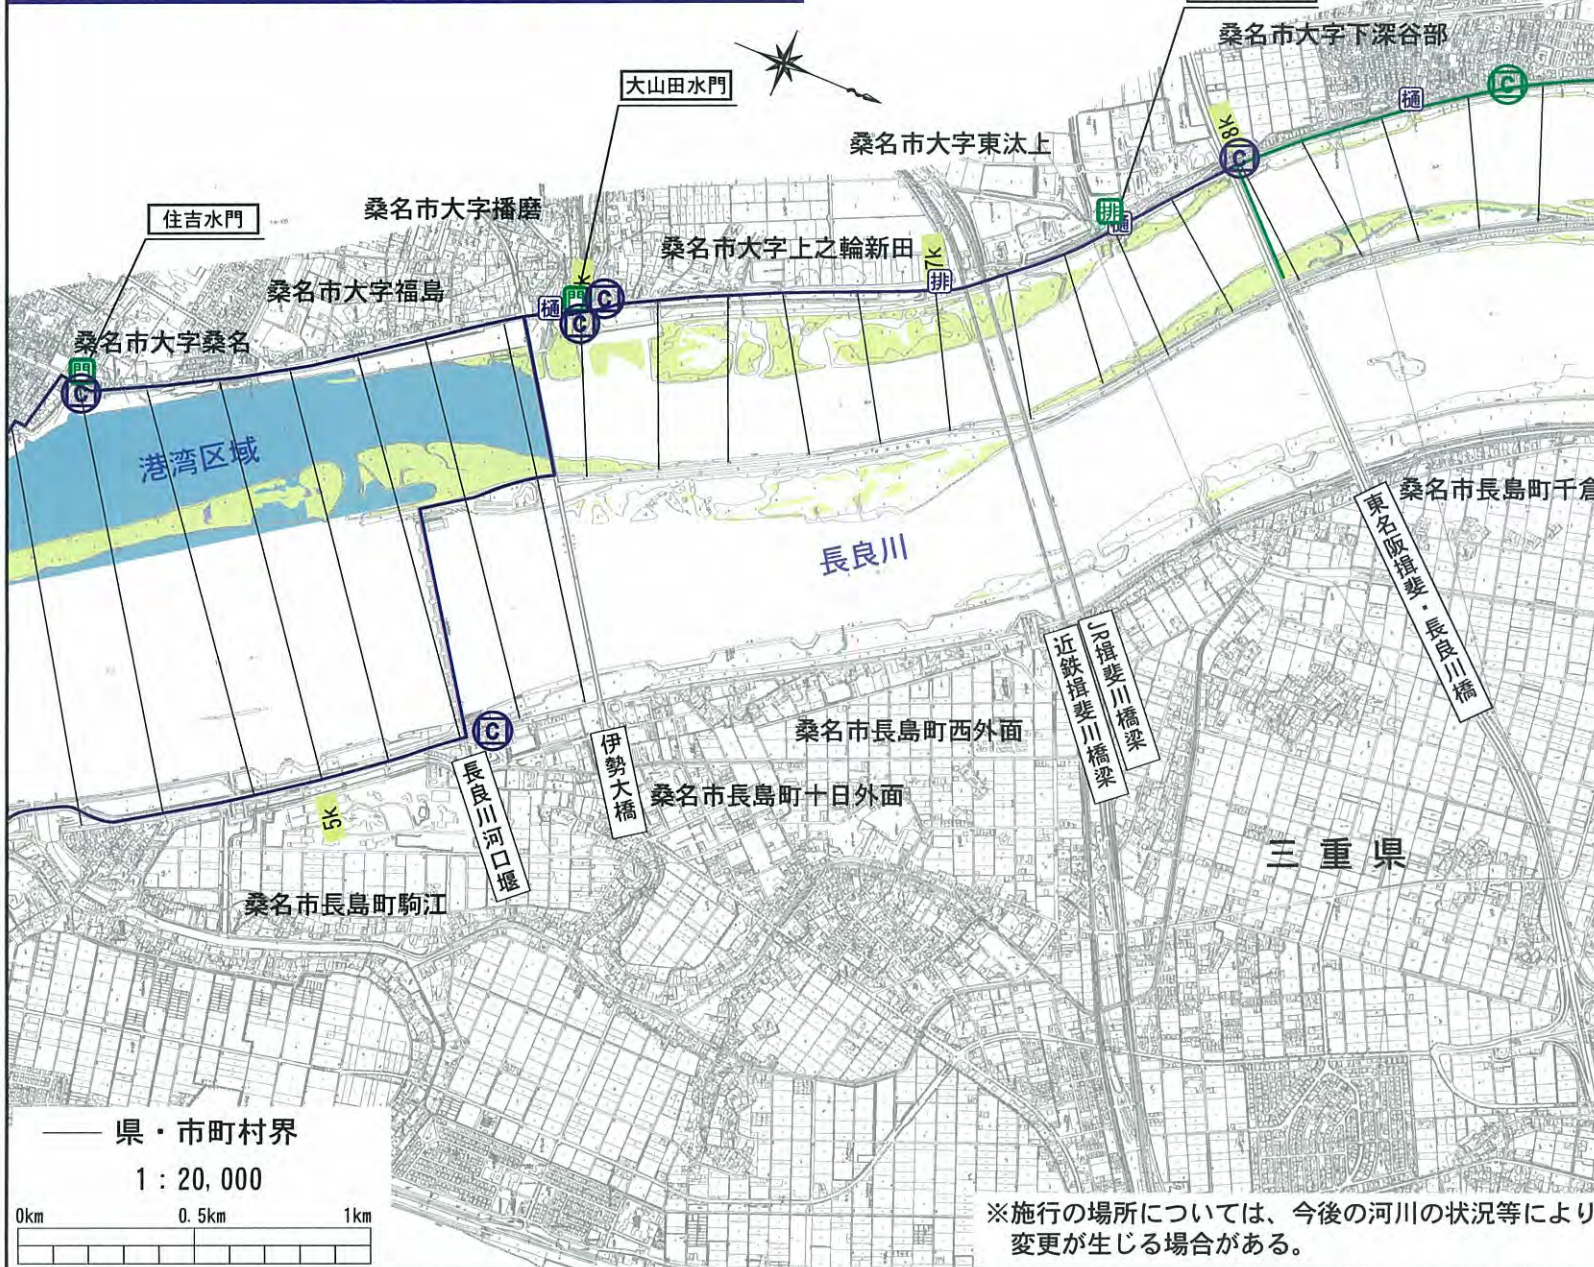 桑名市大字下深谷部
大山田水門
樋
C
8K
桑名市大字東汰上
C
住吉水門
桑名市大字播磨
排
樋
桑名市大字上之輪新田
7K
排
桑名市大字福島
K
門
C
樋
C
桑名市大字桑名
門
C
港湾区域
桑名市長島町千倉
東名阪揖斐・長良川橋
長良川
近鉄揖斐川橋梁
JR揖斐川橋梁
C
伊勢大橋
桑名市長島町西外面
長良川河口堰
桑名市長島町十日外面
5K
三重県
桑名市長島町駒江
県・市町村界
1:20,000
0km 0.5km 1km
※施行の場所については、今後の河川の状況等により
変更が生じる場合がある。